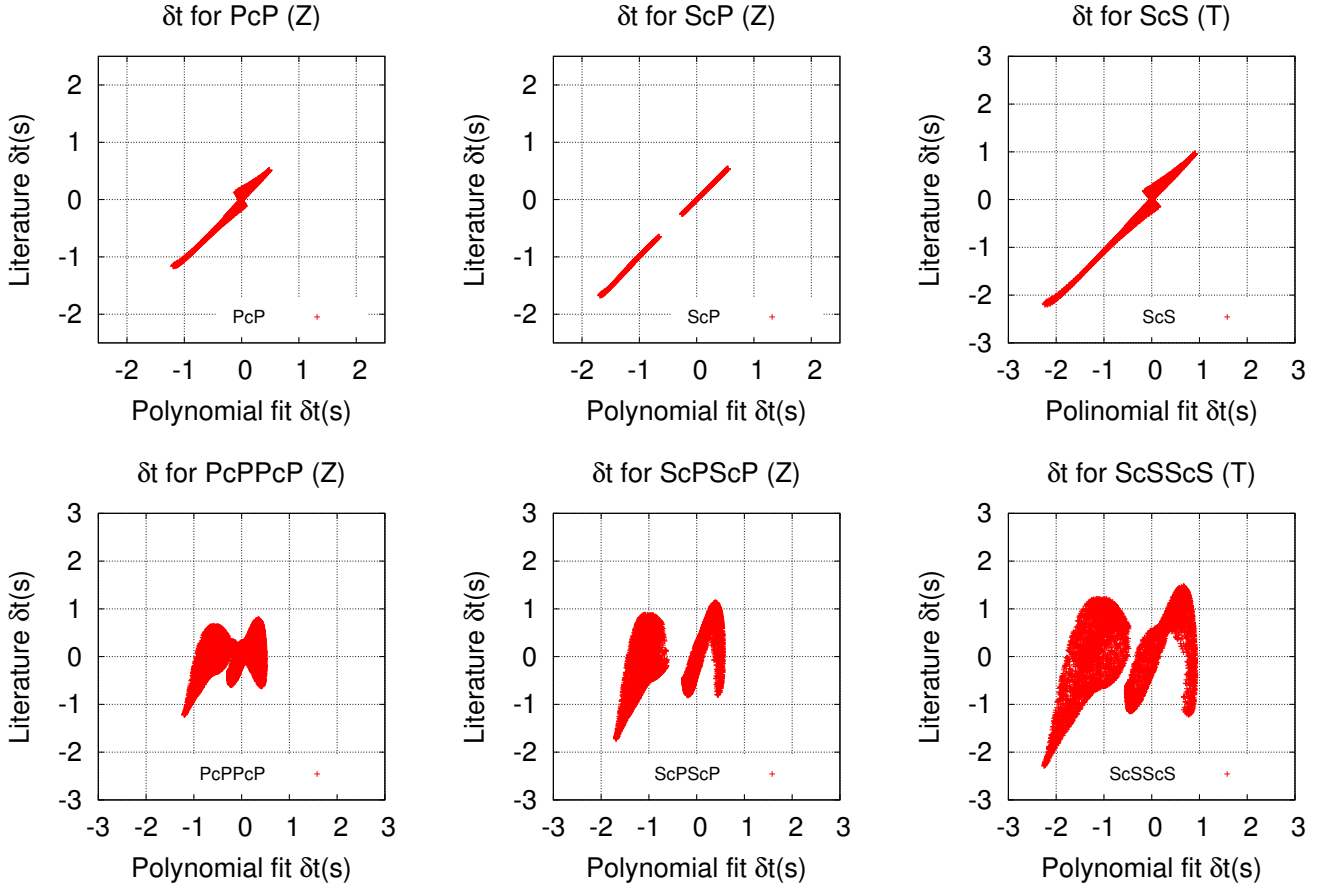 δt for PcP (Z)
Literature δt(s)
2
1
0
-1
-2
PcP
-2 -1 0 1 2
Polynomial fit δt(s)
δt for ScP (Z)
Literature δt(s)
2
1
0
-1
-2
ScP
-2 -1 0 1 2
Polynomial fit δt(s)
δt for ScS (T)
Literature δt(s)
3
2
1
0
-1
-2
-3
ScS
-3 -2 -1 0 1 2 3
Polinomial fit δt(s)
δt for PcPPcP (Z)
Literature δt(s)
3
2
1
0
-1
-2
-3
PcPPcP
-3 -2 -1 0 1 2 3
Polynomial fit δt(s)
δt for ScPScP (Z)
Literature δt(s)
3
2
1
0
-1
-2
-3
ScPScP
-3 -2 -1 0 1 2 3
Polynomial fit δt(s)
δt for ScSScS (T)
Literature δt(s)
3
2
1
0
-1
-2
-3
ScSScS
-3 -2 -1 0 1 2 3
Polynomial fit δt(s)